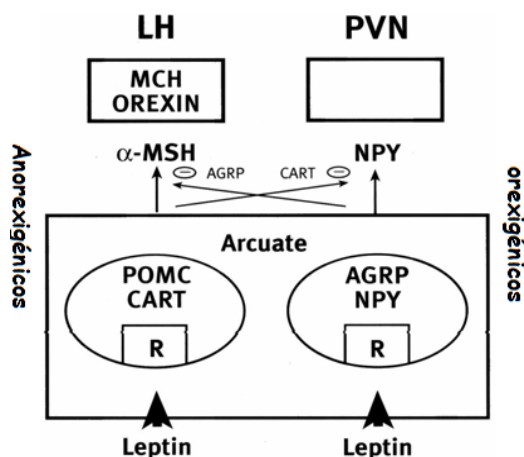 LH PVN
MCH
OREXIN
α-MSH AGRP CART NPY
Anorexigénicos
orexigénicos
Arcuate
POMC AGRP
CART NPY
R R
Leptin Leptin